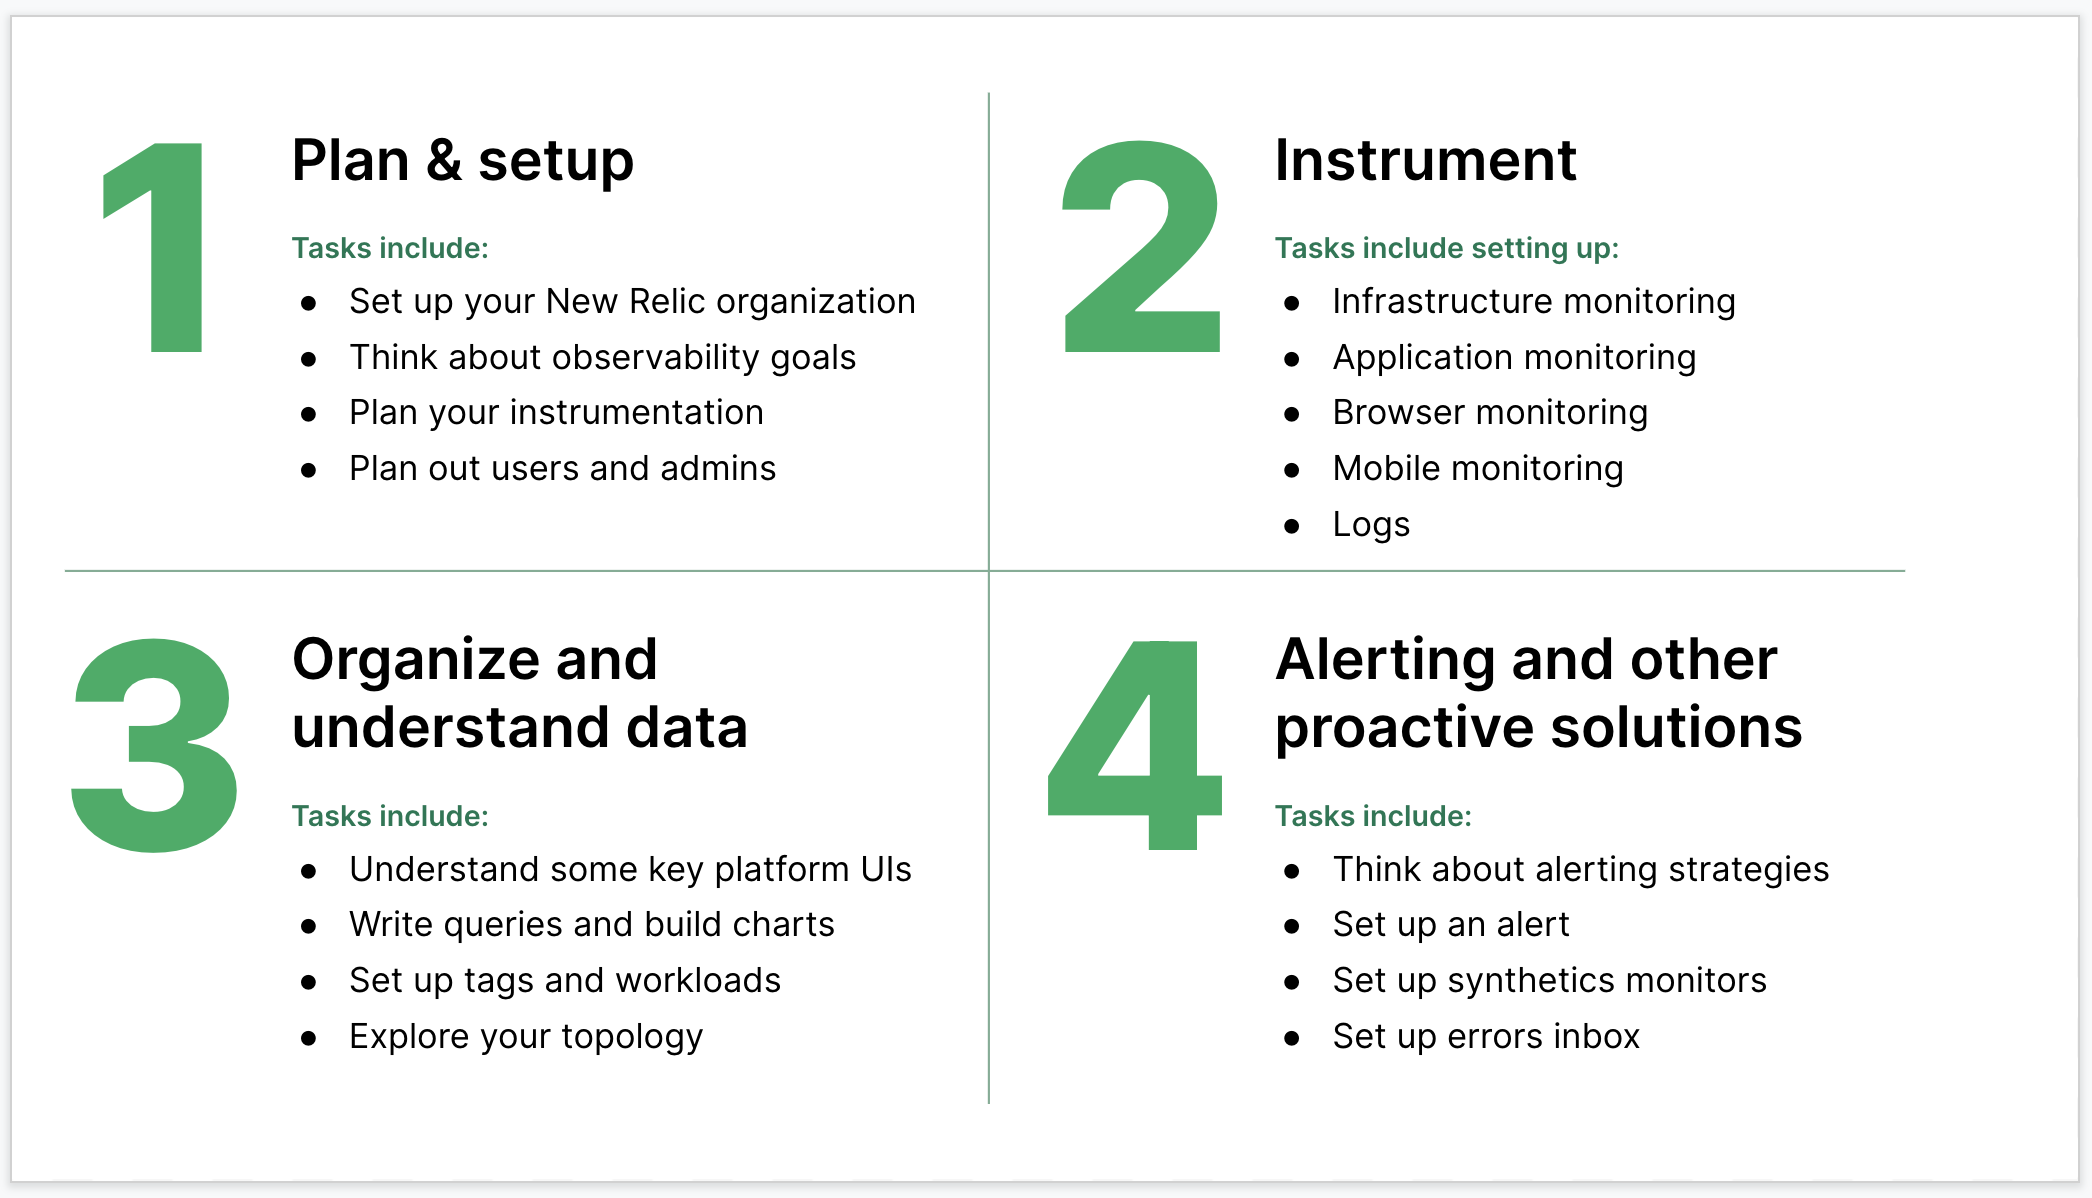 1
Plan & setup
Tasks include:
● Set up your New Relic organization
● Think about observability goals
● Plan your instrumentation
● Plan out users and admins
2
Instrument
Tasks include setting up:
● Infrastructure monitoring
● Application monitoring
● Browser monitoring
● Mobile monitoring
● Logs
3
Organize and
understand data
Tasks include:
● Understand some key platform UIs
● Write queries and build charts
● Set up tags and workloads
● Explore your topology
4
Alerting and other
proactive solutions
Tasks include:
● Think about alerting strategies
● Set up an alert
● Set up synthetics monitors
● Set up errors inbox